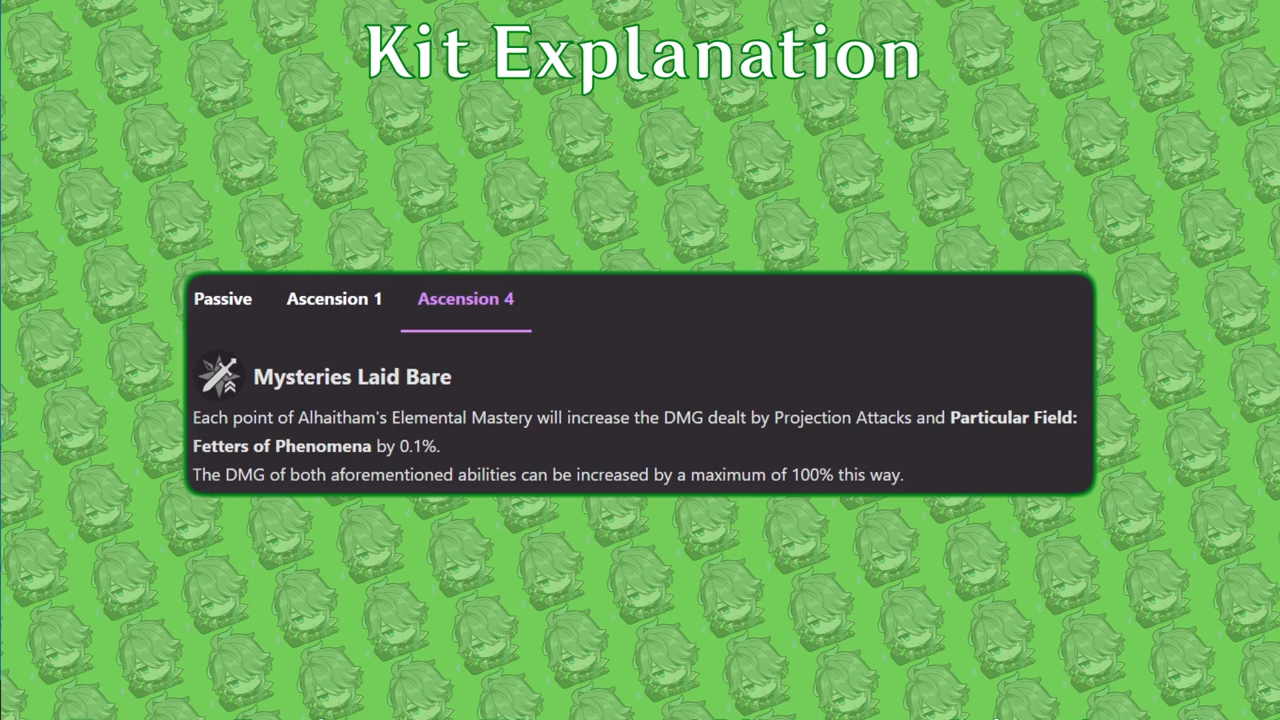 Kit Explanation
Passive Ascension 1 Ascension 4
Mysteries Laid Bare
Each point of Alhaitham's Elemental Mastery will increase the DMG dealt by Projection Attacks and Particular Field:
Fetters of Phenomena by 0.1%.
The DMG of both aforementioned abilities can be increased by a maximum of 100% this way.